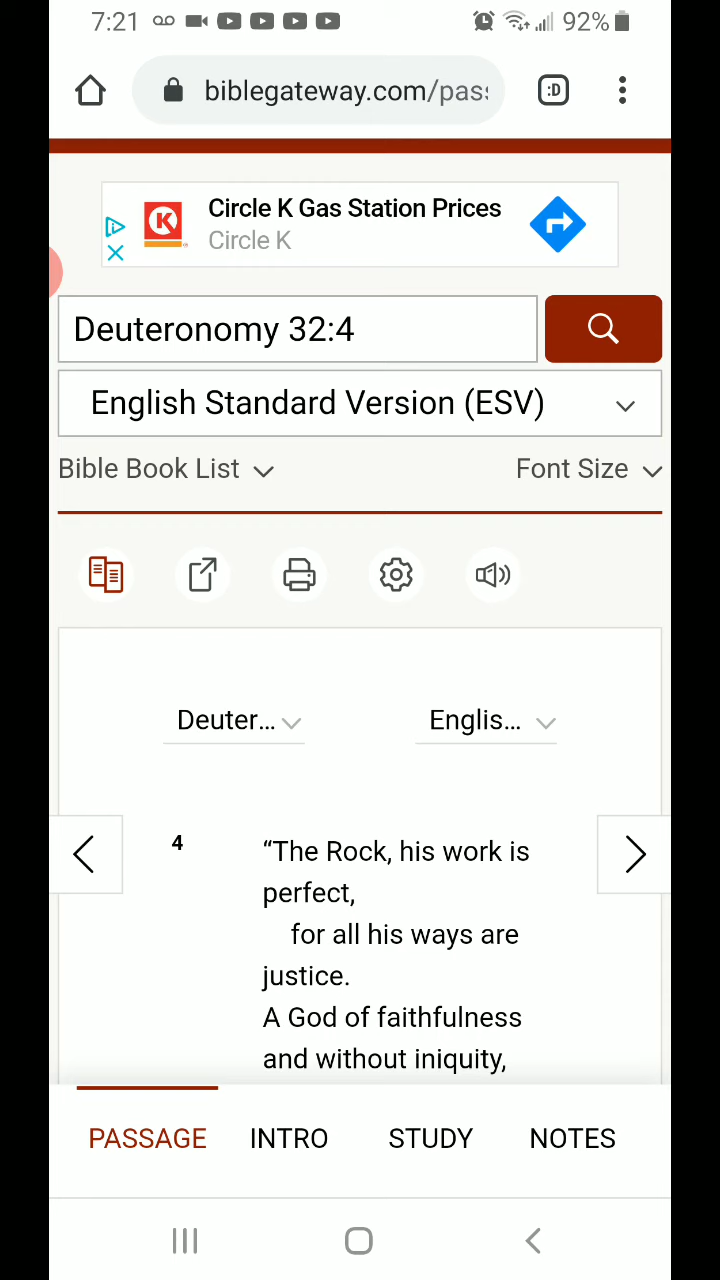 7:21 92%
biblegateway.com/pass :D
Circle K Gas Station Prices
Circle K
Deuteronomy 32:4
English Standard Version (ESV)
Bible Book List Font Size
Deuter... Englis...
4 “The Rock, his work is
perfect,
for all his ways are
justice.
A God of faithfulness
and without iniquity,
PASSAGE INTRO STUDY NOTES